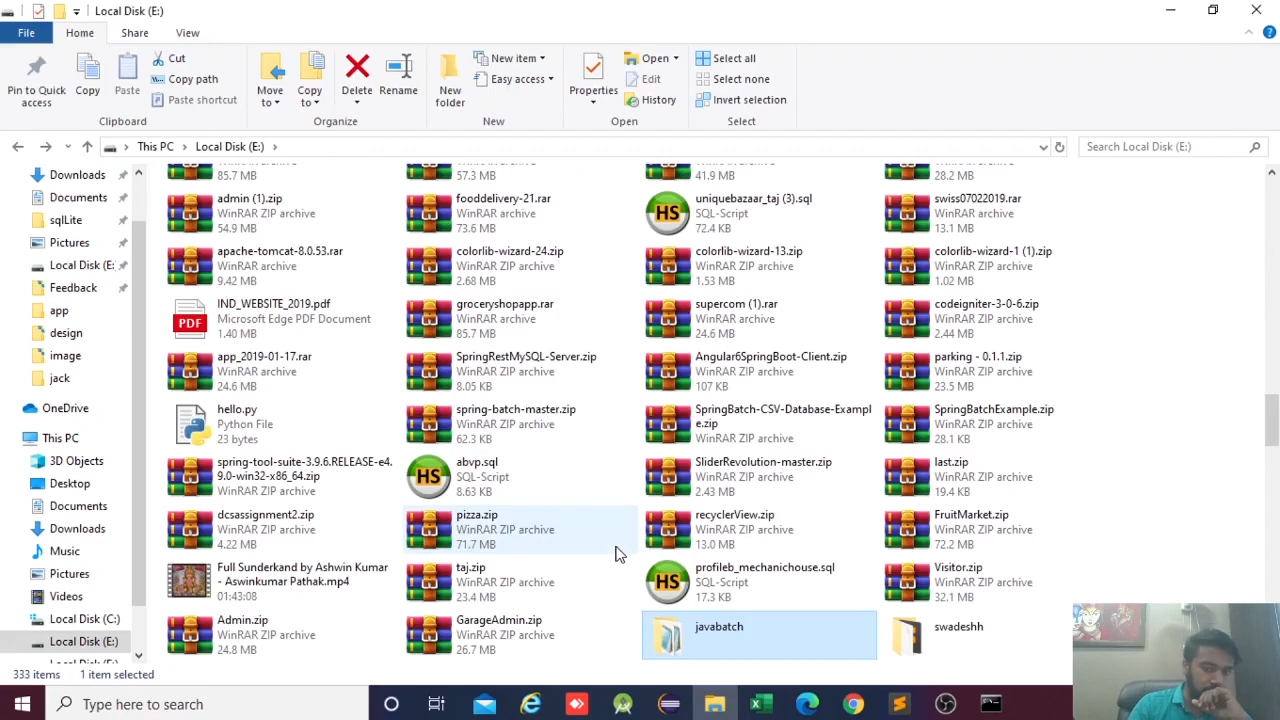 Local Disk (E:)
File Home Share View
Pin to Quick access
Copy
Paste
Cut
Copy path
Paste shortcut
Clipboard
Move to
Copy to
Delete
Rename
Organize
New folder
New item
Easy access
New
Properties
Open
Edit
History
Open
Select all
Select none
Invert selection
Select
This PC > Local Disk (E:) >
Search Local Disk (E:)
Downloads
Documents
sqlLite
Pictures
Local Disk (E:
Feedback
app
design
image
jack
OneDrive
This PC
3D Objects
Desktop
Documents
Downloads
Music
Pictures
Videos
Local Disk (C:)
Local Disk (E:)
85.7 MB
57.3 MB
41.9 MB
28.2 MB
admin (1).zip
WinRAR ZIP archive
54.9 MB
fooddelivery-21.rar
WinRAR archive
73.6 MB
uniquebazaar_taj (3).sql
SQL-Script
72.4 KB
swiss07022019.rar
WinRAR archive
13.1 MB
apache-tomcat-8.0.53.rar
WinRAR archive
9.42 MB
colorlib-wizard-24.zip
WinRAR ZIP archive
2.68 MB
colorlib-wizard-13.zip
WinRAR ZIP archive
1.53 MB
colorlib-wizard-1 (1).zip
WinRAR ZIP archive
1.02 MB
PDF
IND_WEBSITE_2019.pdf
Microsoft Edge PDF Document
1.40 MB
groceryshopapp.rar
WinRAR archive
85.7 MB
supercom (1).rar
WinRAR archive
24.6 MB
codeigniter-3-0-6.zip
WinRAR ZIP archive
2.44 MB
app_2019-01-17.rar
WinRAR archive
24.6 MB
SpringRestMySQL-Server.zip
WinRAR ZIP archive
8.05 KB
Angular6SpringBoot-Client.zip
WinRAR ZIP archive
107 KB
parking - 0.1.1.zip
WinRAR ZIP archive
23.5 MB
hello.py
Python File
23 bytes
spring-batch-master.zip
WinRAR ZIP archive
62.3 KB
SpringBatch-CSV-Database-Exampl
e.zip
WinRAR ZIP archive
SpringBatchExample.zip
WinRAR ZIP archive
28.1 KB
spring-tool-suite-3.9.6.RELEASE-e4.
9.0-win32-x86_64.zip
WinRAR ZIP archive
HS
abvp.sql
SQL-Script
8.63 KB
SliderRevolution-master.zip
WinRAR ZIP archive
2.43 MB
last.zip
WinRAR ZIP archive
19.4 KB
dcsassignment2.zip
WinRAR ZIP archive
4.22 MB
pizza.zip
WinRAR ZIP archive
71.7 MB
recyclerView.zip
WinRAR ZIP archive
13.0 MB
FruitMarket.zip
WinRAR ZIP archive
72.2 MB
Full Sunderkand by Ashwin Kumar
- Aswinkumar Pathak.mp4
01:43:08
taj.zip
WinRAR ZIP archive
23.4 MB
HS
profileb_mechanichouse.sql
SQL-Script
17.3 KB
Visitor.zip
WinRAR ZIP archive
32.1 MB
Admin.zip
WinRAR ZIP archive
24.8 MB
GarageAdmin.zip
WinRAR ZIP archive
26.7 MB
javabatch
swadeshh
333 items 1 item selected
Type here to search